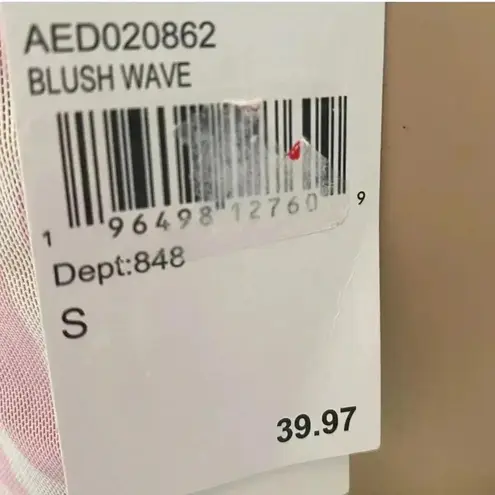 AED020862
BLUSH WAVE
1 96498 12760 9
Dept:848
S
39.97